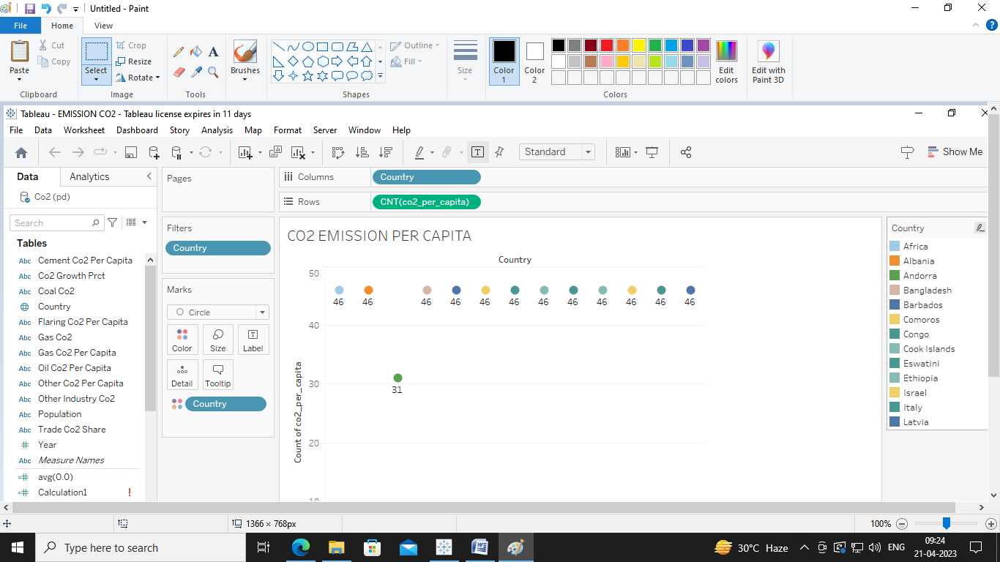 Untitled - Paint
File Home View
Paste
Cut
Copy
Clipboard
Select
Crop
Resize
Rotate
Image
A
Tools
Brushes
Outline
Fill
Shapes
Size
Color
1
Color
2
Edit
colors
Colors
Edit with
Paint 3D
Tableau - EMISSION CO2 - Tableau license expires in 11 days
File Data Worksheet Dashboard Story Analysis Map Format Server Window Help
Standard
Show Me
Data Analytics
Co2 (pd)
Search
Tables
Abc Cement Co2 Per Capita
Abc Co2 Growth Prct
Abc Coal Co2
Country
Abc Flaring Co2 Per Capita
Abc Gas Co2
Abc Gas Co2 Per Capita
Abc Oil Co2 Per Capita
Abc Other Co2 Per Capita
Abc Other Industry Co2
Abc Population
Abc Trade Co2 Share
# Year
Abc Measure Names
=# avg(0.0)
=# Calculation1 !
Pages
Filters
Country
Marks
Circle
Color Size Label
Detail Tooltip
Country
Columns Country
Rows CNT(co2_per_capita)
CO2 EMISSION PER CAPITA
Country
50
46 46 46 46 46 46 46 46 46 46 46 46
40
30
31
20
10
Count of co2_per_capita
Country
Africa
Albania
Andorra
Bangladesh
Barbados
Comoros
Congo
Cook Islands
Eswatini
Ethiopia
Israel
Italy
Latvia
1366 × 768px
100%
Type here to search
30°C Haze
ENG
09:24
21-04-2023